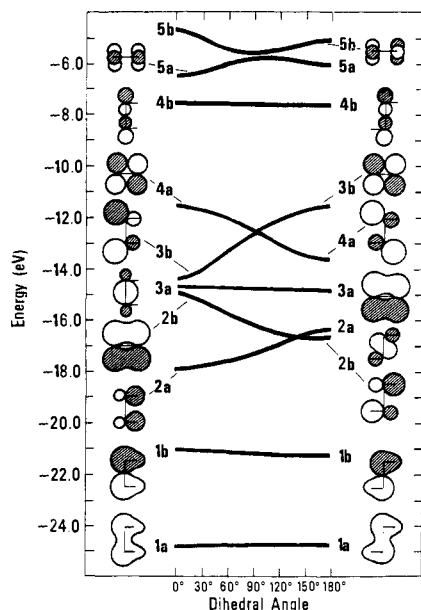 5b
5a
4b
4a
3b
3a
2b
2a
1b
1a
5b
5a
4b
3b
4a
3a
2a
2b
1b
1a
Energy (eV)
-6.0
-8.0
-10.0
-12.0
-14.0
-16.0
-18.0
-20.0
-22.0
-24.0
0° 30° 60° 90° 120° 150° 180°
Dihedral Angle